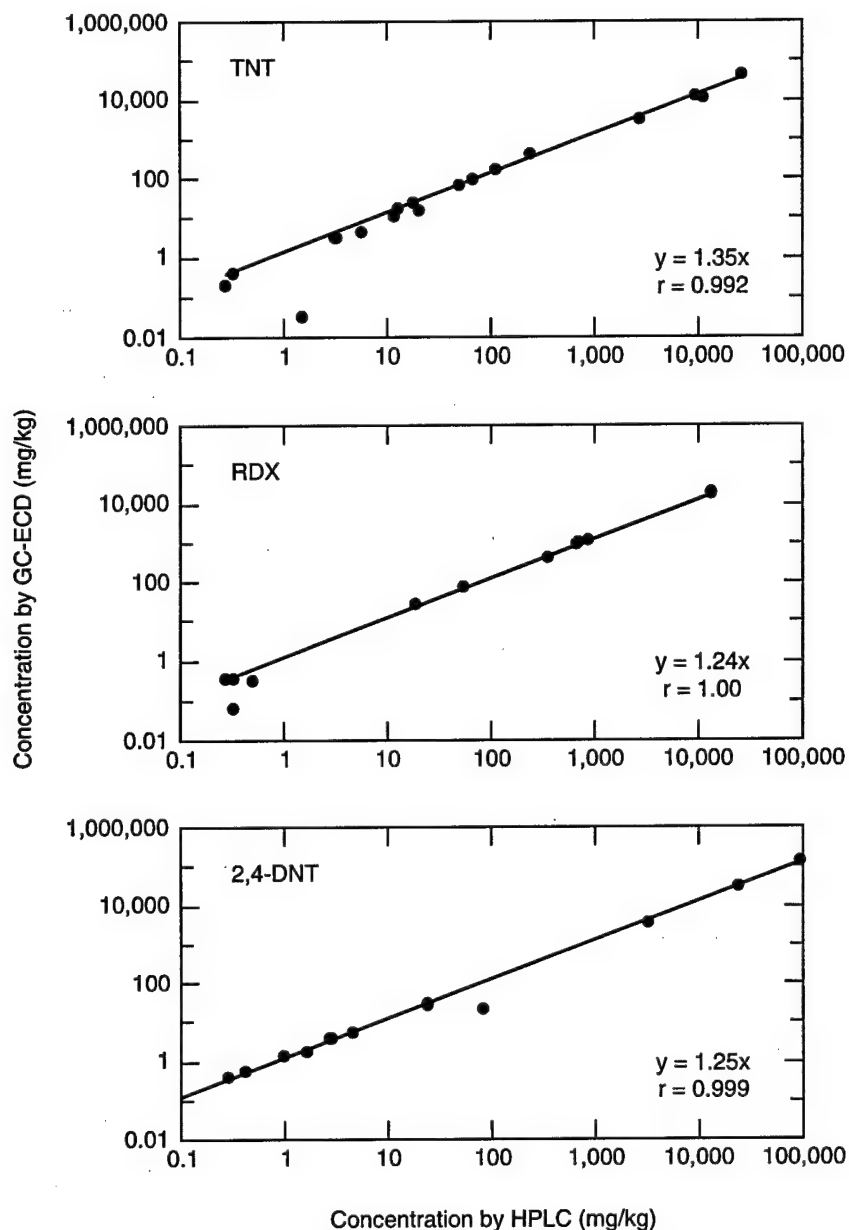 1,000,000
TNT
10,000
100
1
y = 1.35x
r = 0.992
0.01
0.1 1 10 100 1,000 10,000 100,000
1,000,000
RDX
10,000
100
1
y = 1.24x
r = 1.00
0.01
0.1 1 10 100 1,000 10,000 100,000
Concentration by GC-ECD (mg/kg)
1,000,000
2,4-DNT
10,000
100
1
y = 1.25x
r = 0.999
0.01
0.1 1 10 100 1,000 10,000 100,000
Concentration by HPLC (mg/kg)